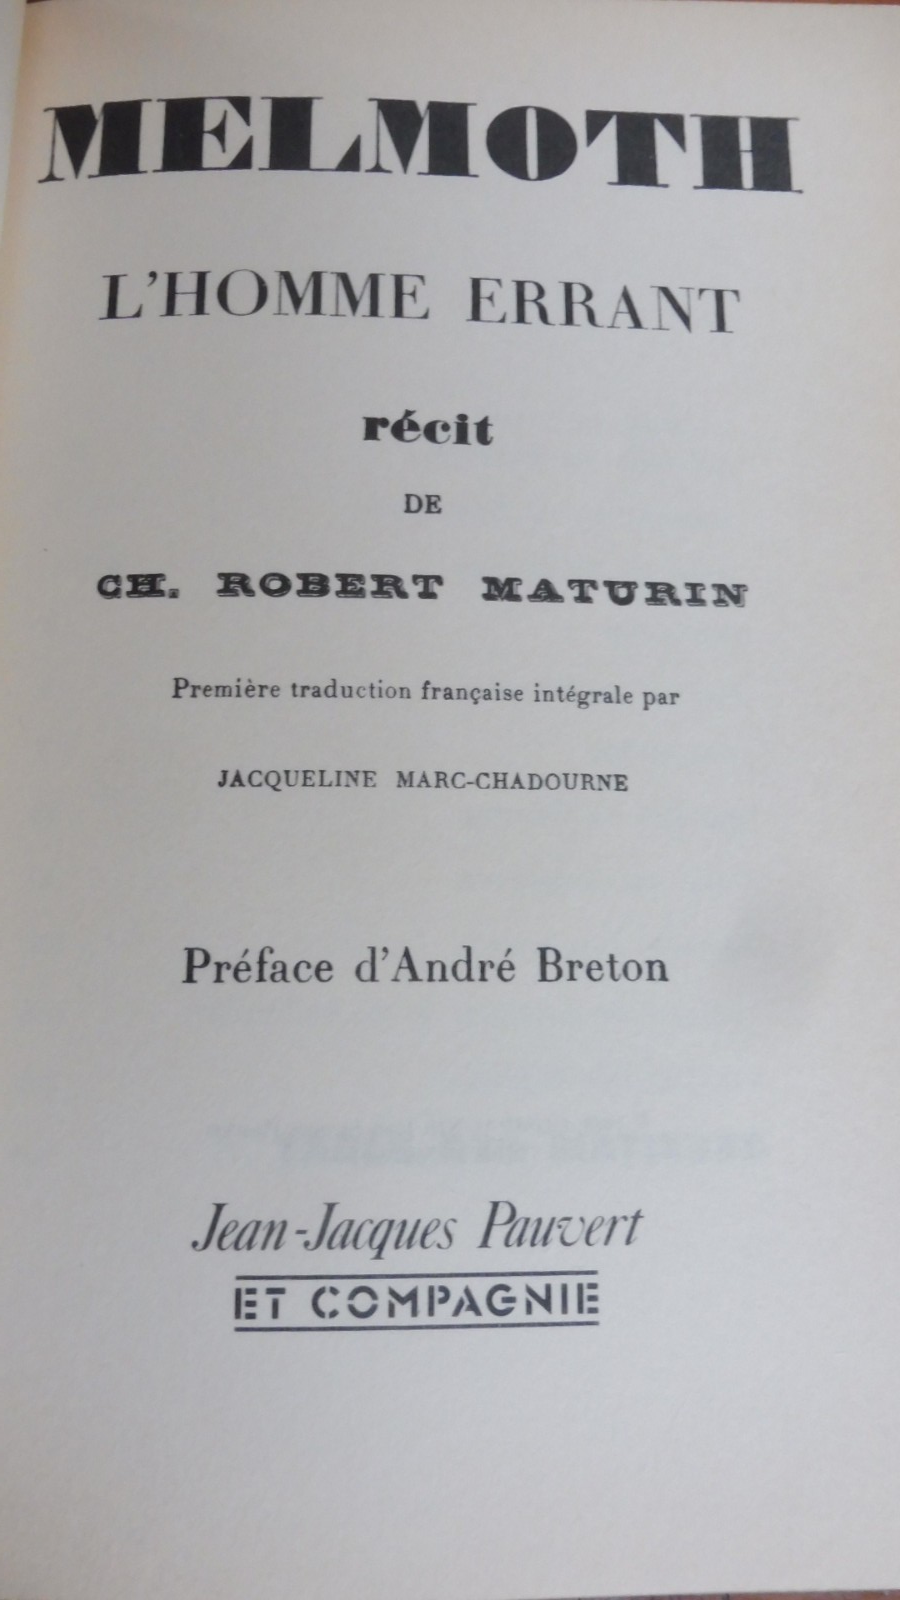 MELMOTH
L'HOMME ERRANT
récit
DE
CH. ROBERT MATURIN
Première traduction française intégrale par
JACQUELINE MARC-CHADOURNE
Préface d'André Breton
Jean-Jacques Pauvert
ET COMPAGNIE